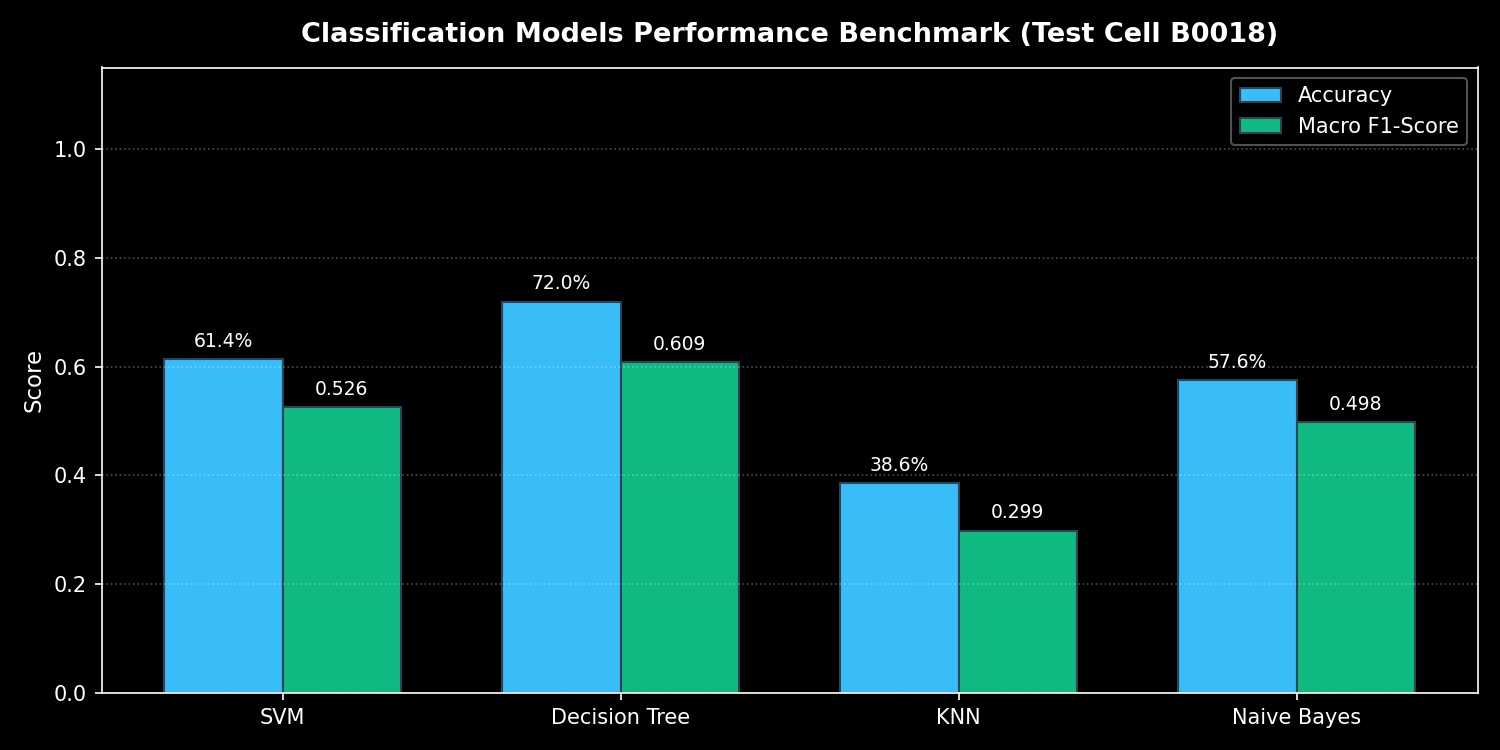 Classification Models Performance Benchmark (Test Cell B0018)
Accuracy
Macro F1-Score
1.0
0.8
0.6
0.4
0.2
0.0
Score
61.4%
0.526
72.0%
0.609
38.6%
0.299
57.6%
0.498
SVM
Decision Tree
KNN
Naive Bayes